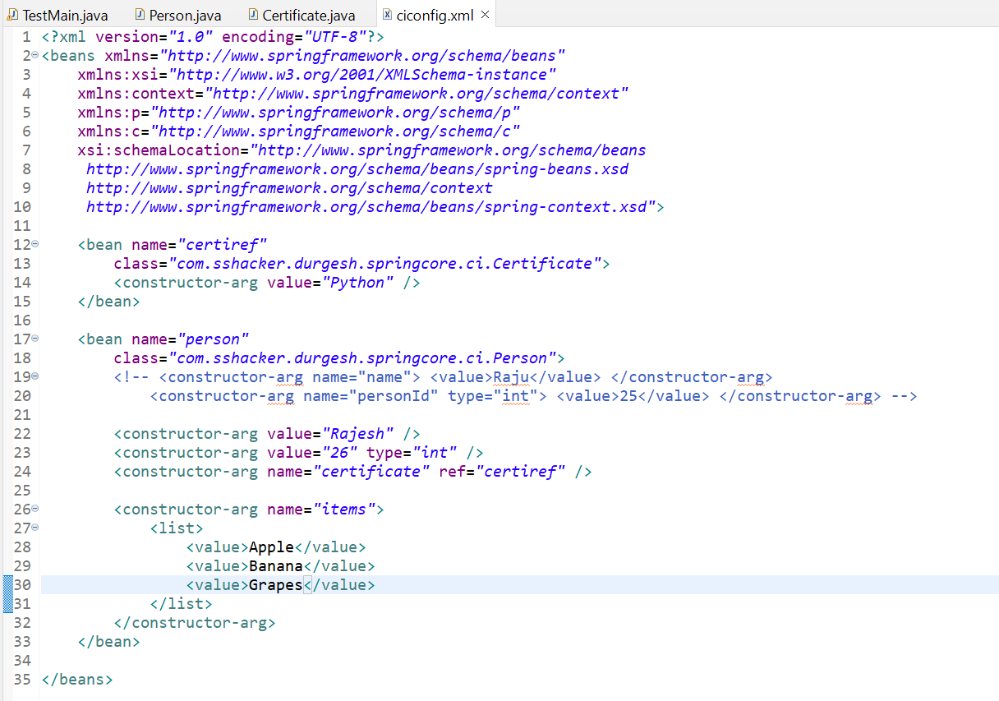 TestMain.java Person.java Certificate.java ciconfig.xml
1 <?xml version="1.0" encoding="UTF-8"?>
2 <beans xmlns="http://www.springframework.org/schema/beans"
3 xmlns:xsi="http://www.w3.org/2001/XMLSchema-instance"
4 xmlns:context="http://www.springframework.org/schema/context"
5 xmlns:p="http://www.springframework.org/schema/p"
6 xmlns:c="http://www.springframework.org/schema/c"
7 xsi:schemaLocation="http://www.springframework.org/schema/beans
8 http://www.springframework.org/schema/beans/spring-beans.xsd
9 http://www.springframework.org/schema/context
10 http://www.springframework.org/schema/beans/spring-context.xsd">
11
12 <bean name="certiref"
13 class="com.sshacker.durgesh.springcore.ci.Certificate">
14 <constructor-arg value="Python" />
15 </bean>
16
17 <bean name="person"
18 class="com.sshacker.durgesh.springcore.ci.Person">
19 <!-- <constructor-arg name="name"> <value>Raju</value> </constructor-arg>
20 <constructor-arg name="personId" type="int"> <value>25</value> </constructor-arg> -->
21
22 <constructor-arg value="Rajesh" />
23 <constructor-arg value="26" type="int" />
24 <constructor-arg name="certificate" ref="certiref" />
25
26 <constructor-arg name="items">
27 <list>
28 <value>Apple</value>
29 <value>Banana</value>
30 <value>Grapes</value>
31 </list>
32 </constructor-arg>
33 </bean>
34
35 </beans>